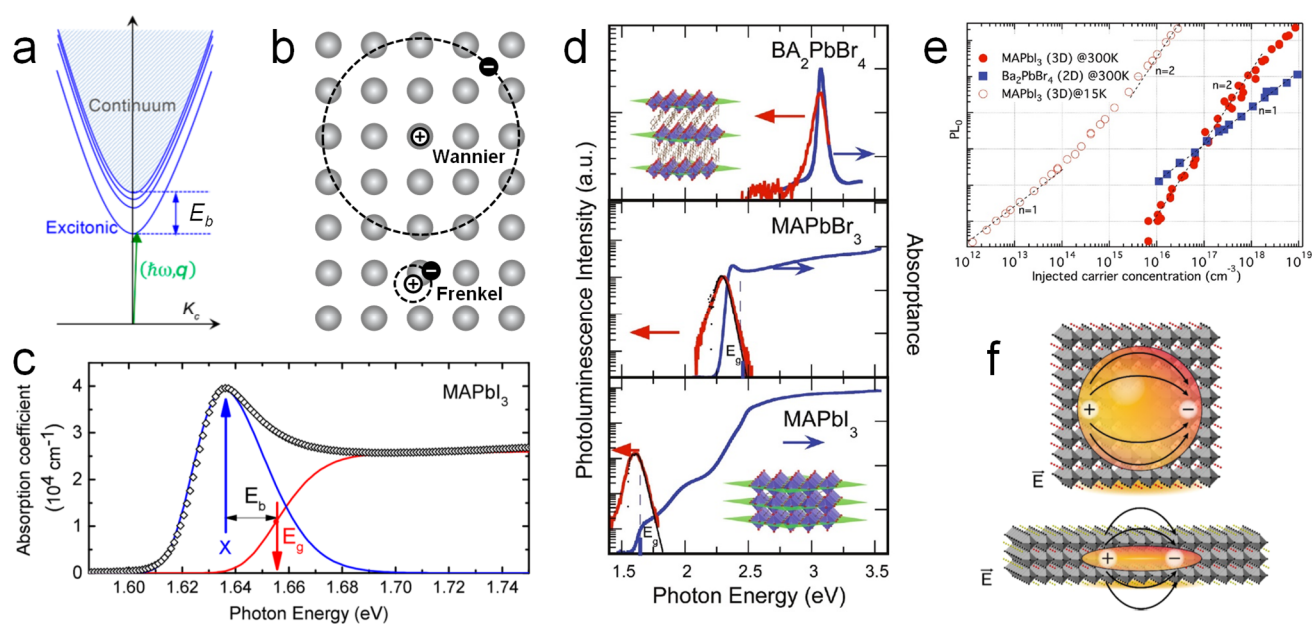 a
Continuum
Excitonic
E_b
(ħω,q)
K_c
b
−
+
Wannier
−
+
Frenkel
c
MAPbI3
Absorption coefficient
(10^4 cm^-1)
4
3
2
1
0
E_b
X
E_g
1.60
1.62
1.64
1.66
1.68
1.70
1.72
1.74
Photon Energy (eV)
d
BA2PbBr4
MAPbBr3
E_g
MAPbI3
E_g
Photoluminescence Intensity (a.u.)
Absorptance
1.5
2
2.5
3
3.5
Photon Energy (eV)
e
MAPbI3 (3D) @300K
Ba2PbBr4 (2D) @300K
MAPbI3 (3D)@15K
n=2
n=2
n=1
n=1
PL0
10^12
10^13
10^14
10^15
10^16
10^17
10^18
10^19
Injected carrier concentration (cm^-3)
f
+
−
E
+
−
E